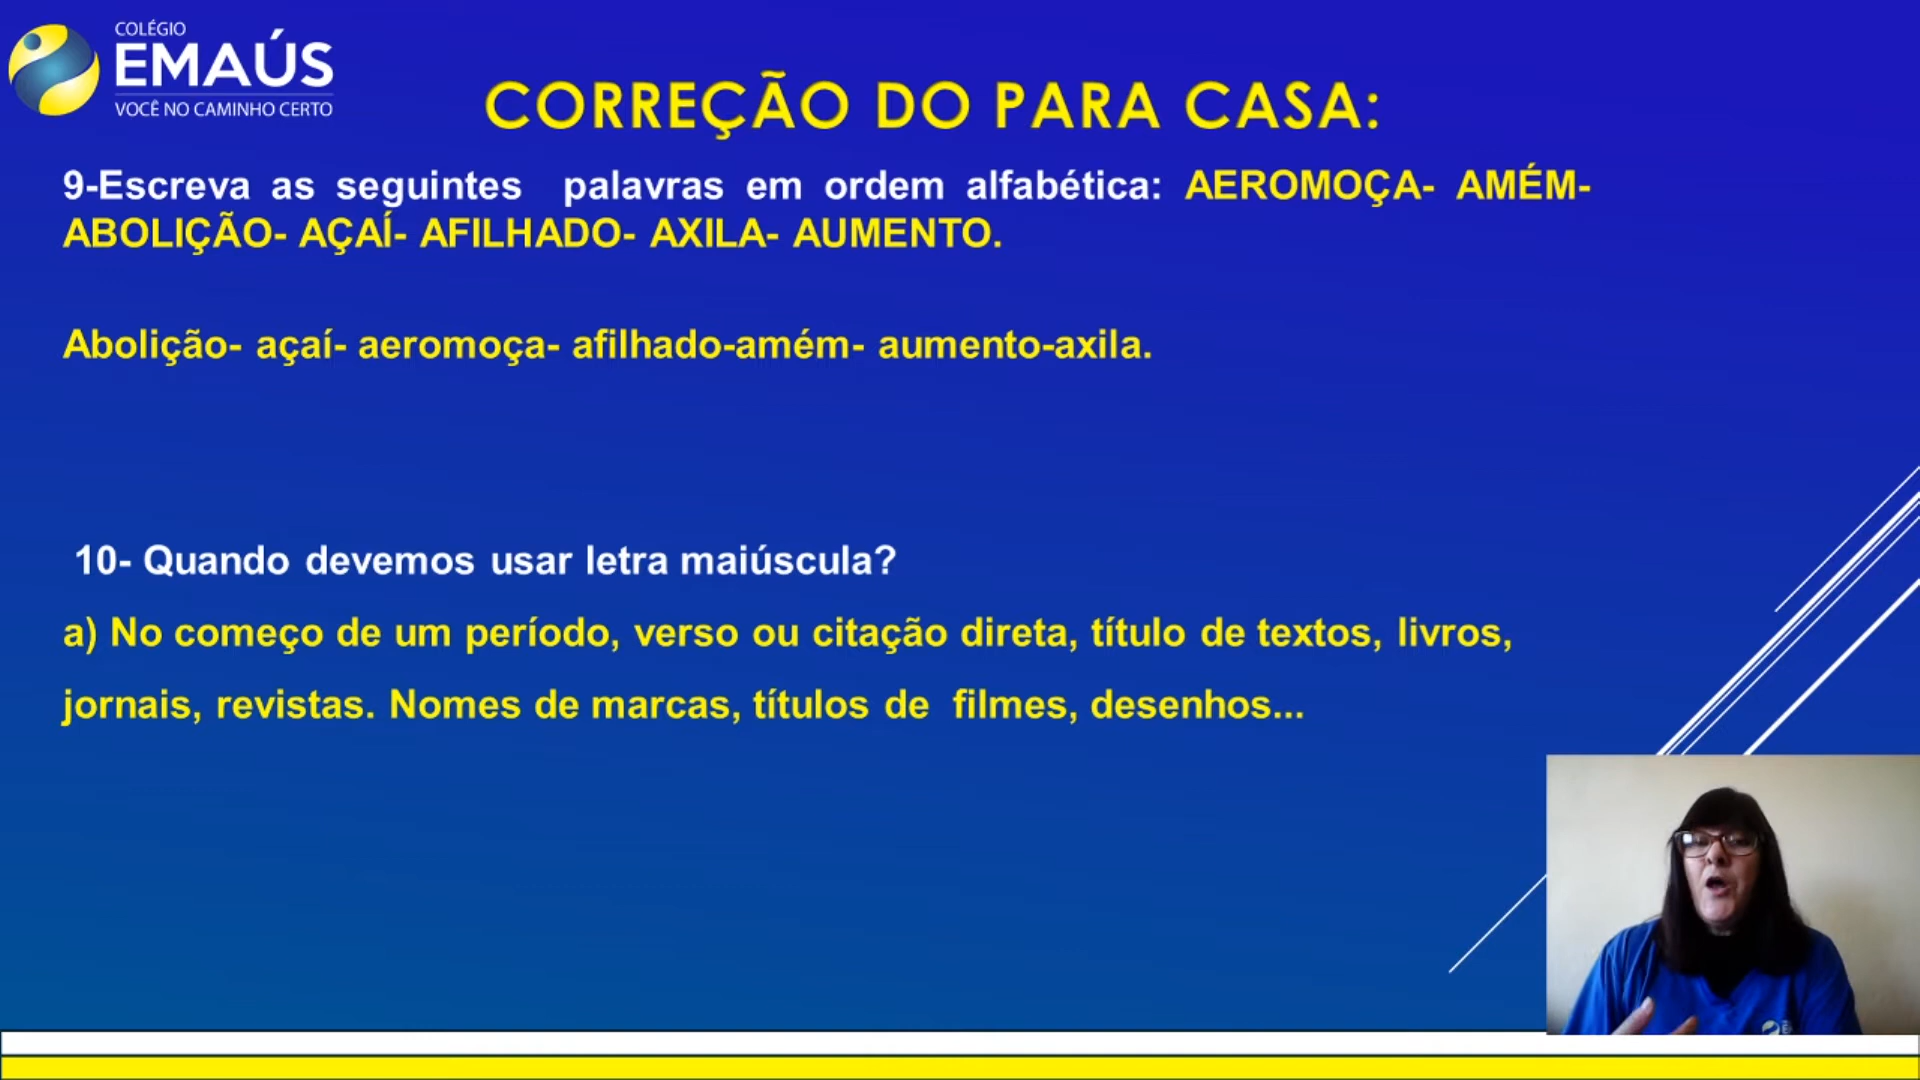 COLÉGIO
EMAÚS
VOCÊ NO CAMINHO CERTO
CORREÇÃO DO PARA CASA:
9-Escreva as seguintes palavras em ordem alfabética: AEROMOÇA- AMÉM-
ABOLIÇÃO- AÇAÍ- AFILHADO- AXILA- AUMENTO.
Abolição- açaí- aeromoça- afilhado-amém- aumento-axila.
10- Quando devemos usar letra maiúscula?
a) No começo de um período, verso ou citação direta, título de textos, livros,
jornais, revistas. Nomes de marcas, títulos de filmes, desenhos...